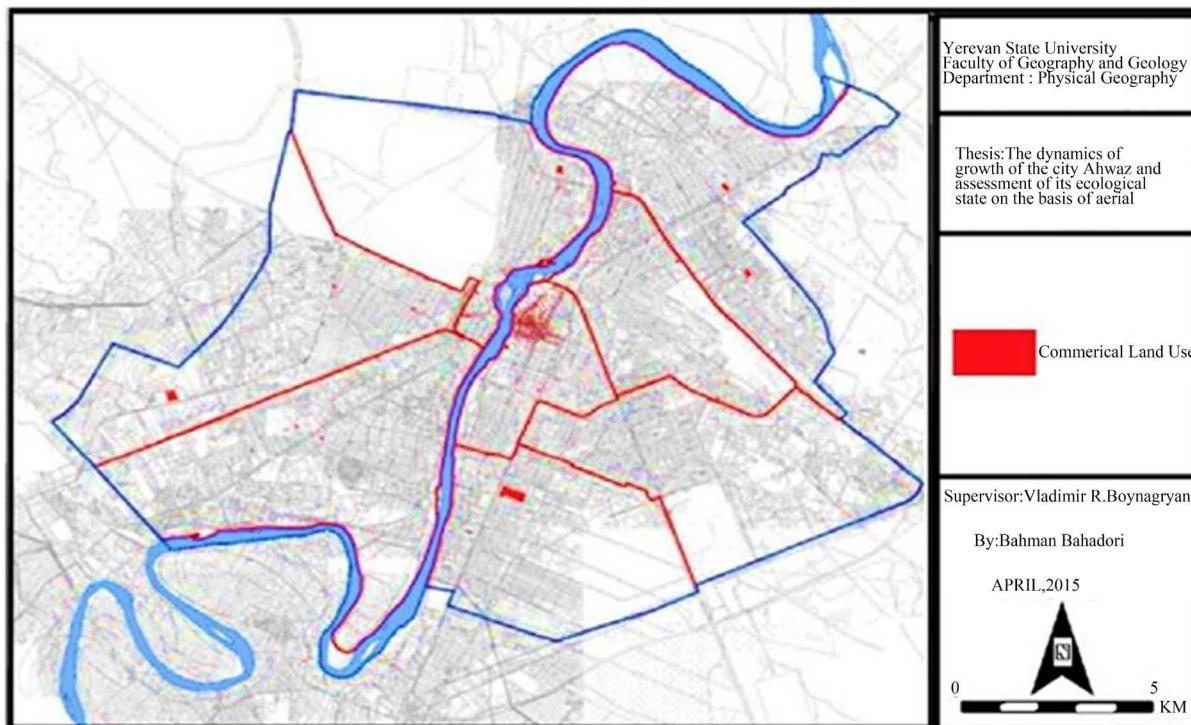 Yerevan State University
Faculty of Geography and Geology
Department : Physical Geography
Thesis:The dynamics of
growth of the city Ahwaz and
assessment of its ecological
state on the basis of aerial
Commerical Land Use
Supervisor:Vladimir R.Boynagryan
By:Bahman Bahadori
APRIL,2015
0 5
KM